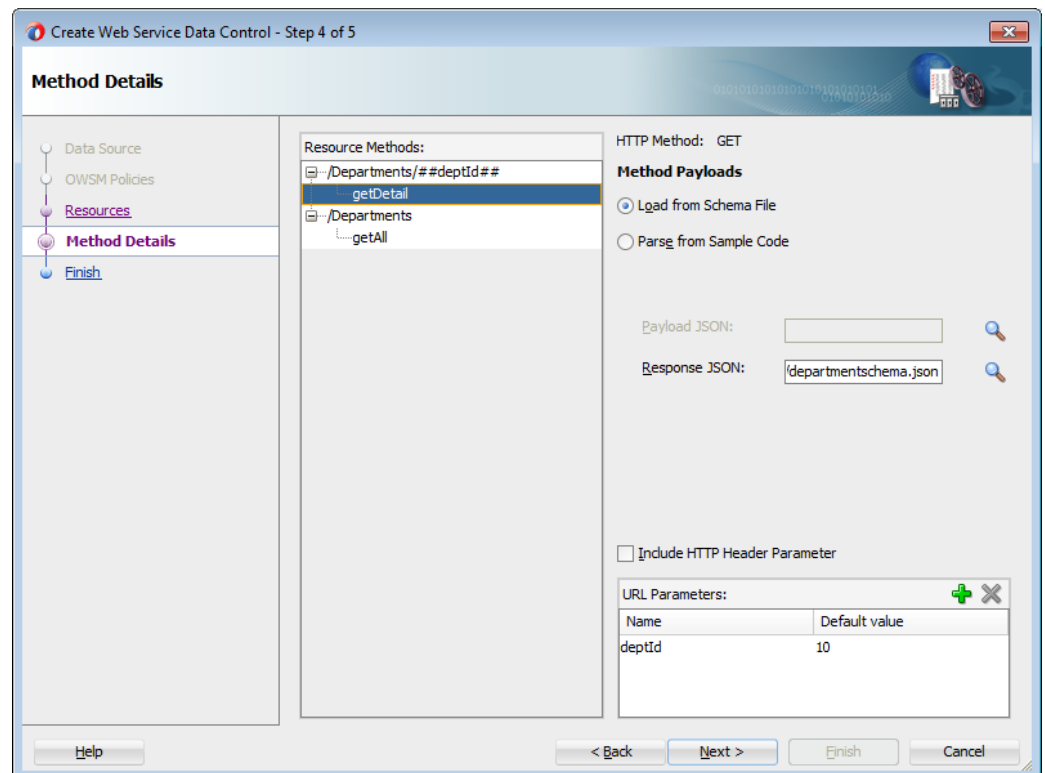 Create Web Service Data Control - Step 4 of 5
Method Details
Data Source
OWSM Policies
Resources
Method Details
Finish
Resource Methods:
/Departments/##deptId##
getDetail
/Departments
getAll
HTTP Method: GET
Method Payloads
Load from Schema File
Parse from Sample Code
Payload JSON:
Response JSON: /departmentschema.json
Include HTTP Header Parameter
URL Parameters:
Name Default value
deptId 10
Help < Back Next > Finish Cancel